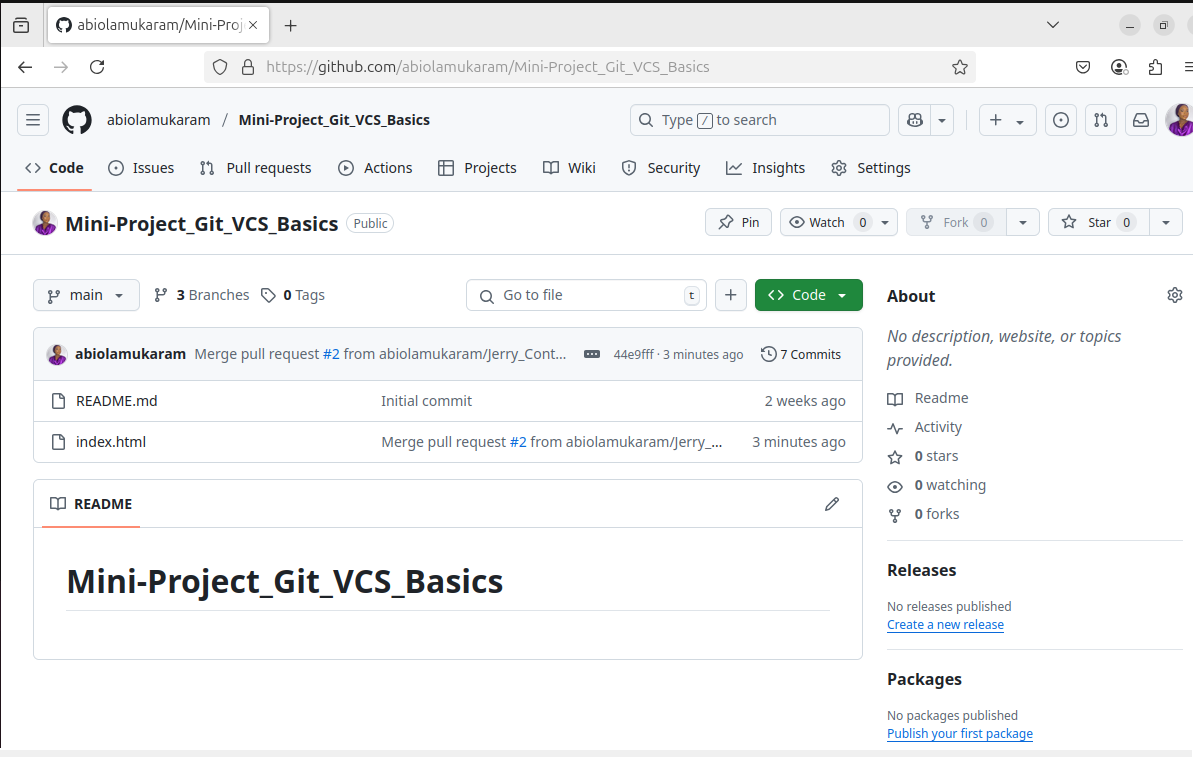 abiolamukaram/Mini-Proj
https://github.com/abiolamukaram/Mini-Project_Git_VCS_Basics
abiolamukaram / Mini-Project_Git_VCS_Basics Type / to search
Code Issues Pull requests Actions Projects Wiki Security Insights Settings
Mini-Project_Git_VCS_Basics Public Pin Watch 0 Fork 0 Star 0
main 3 Branches 0 Tags Go to file t Code
abiolamukaram Merge pull request #2 from abiolamukaram/Jerry_Cont... 44e9fff · 3 minutes ago 7 Commits
README.md Initial commit 2 weeks ago
index.html Merge pull request #2 from abiolamukaram/Jerry_... 3 minutes ago
README
Mini-Project_Git_VCS_Basics
About
No description, website, or topics
provided.
Readme
Activity
0 stars
0 watching
0 forks
Releases
No releases published
Create a new release
Packages
No packages published
Publish your first package